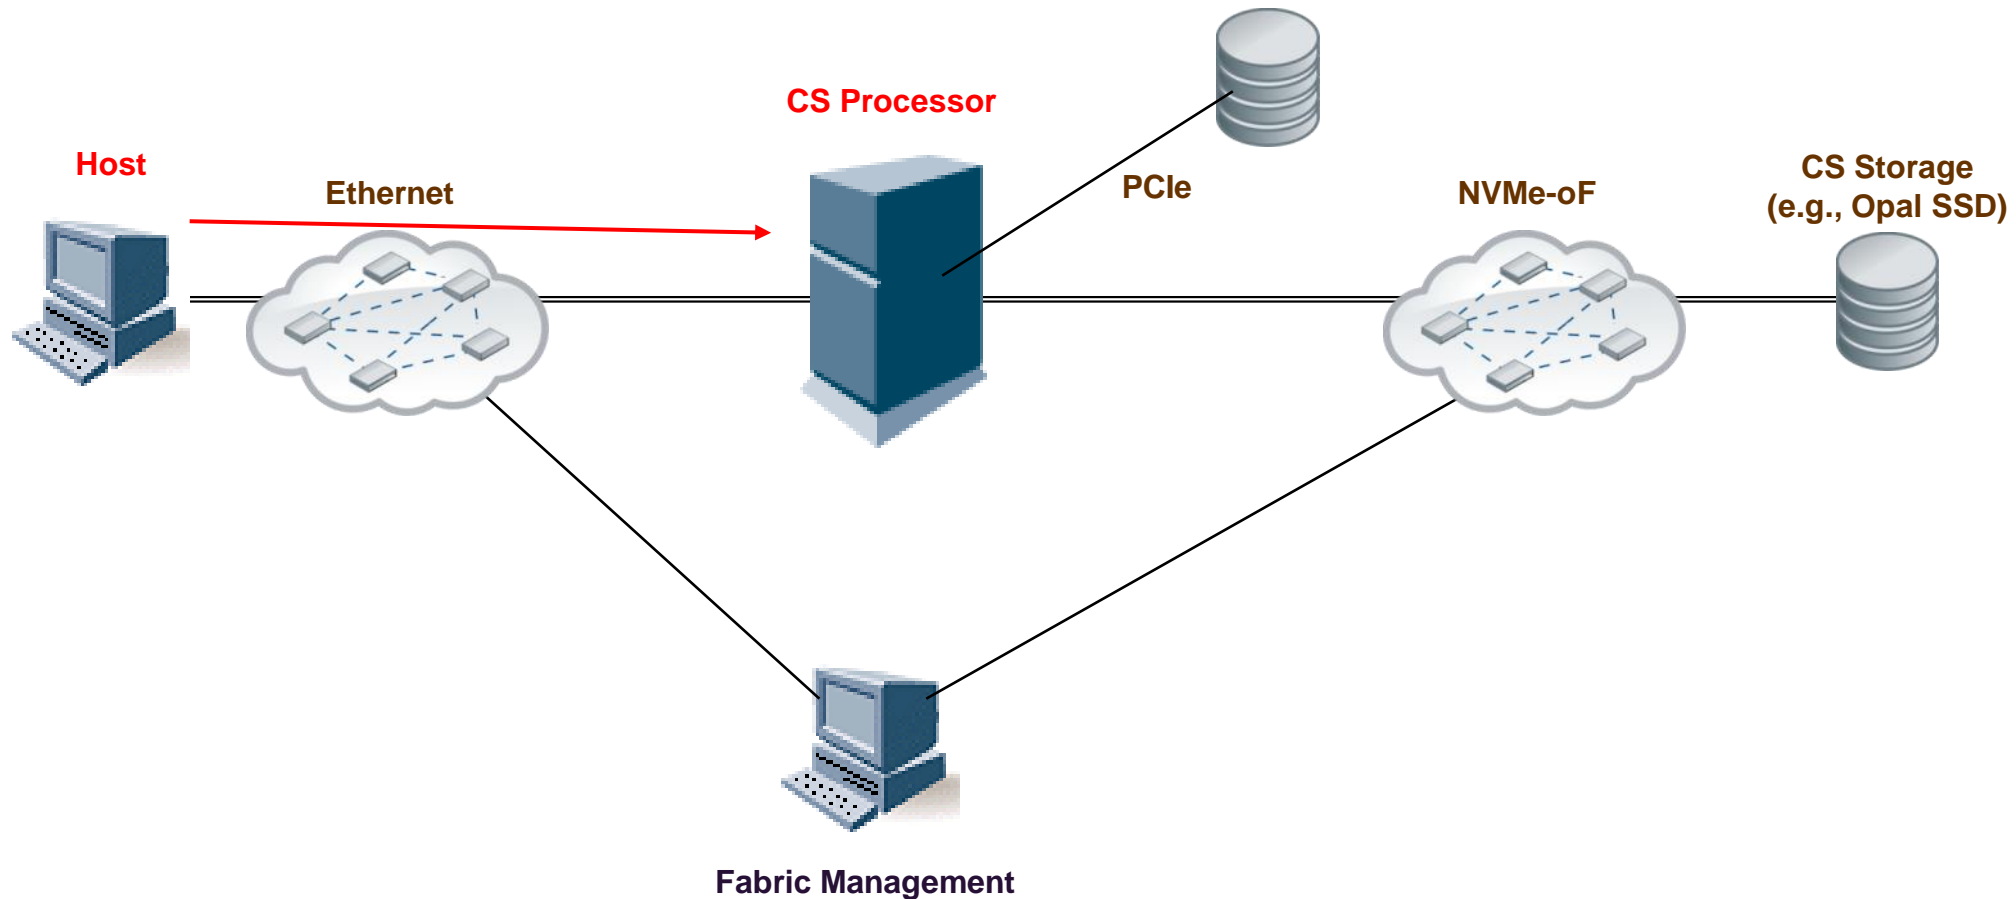 CS Processor
Host
Ethernet
PCIe
NVMe-oF
CS Storage
(e.g., Opal SSD)
Fabric Management